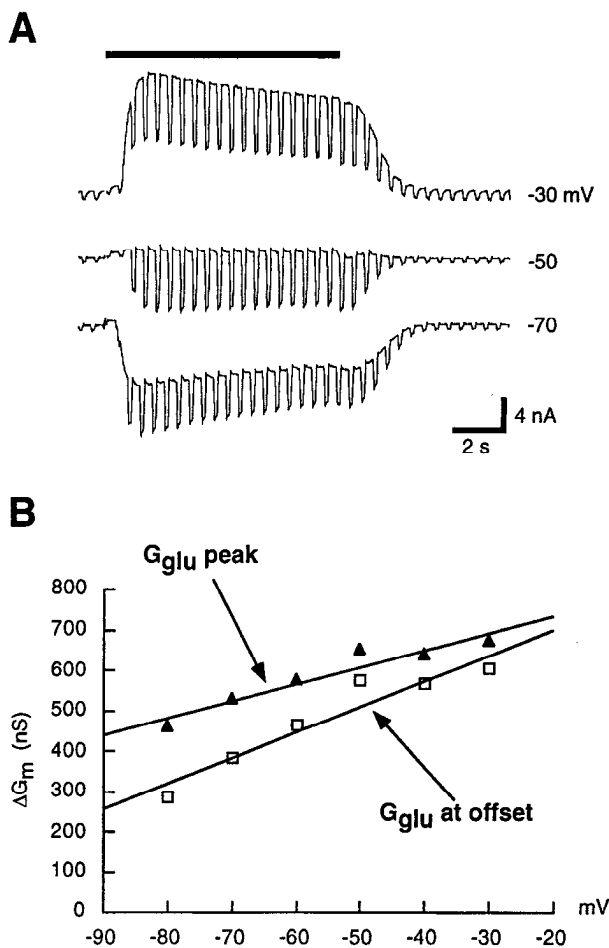 A
-30 mV
-50
-70
4 nA
2 s
B
Gglu peak
800
700
600
500
400
300
200
100
0
ΔGm (nS)
Gglu at offset
mV
-90 -80 -70 -60 -50 -40 -30 -20